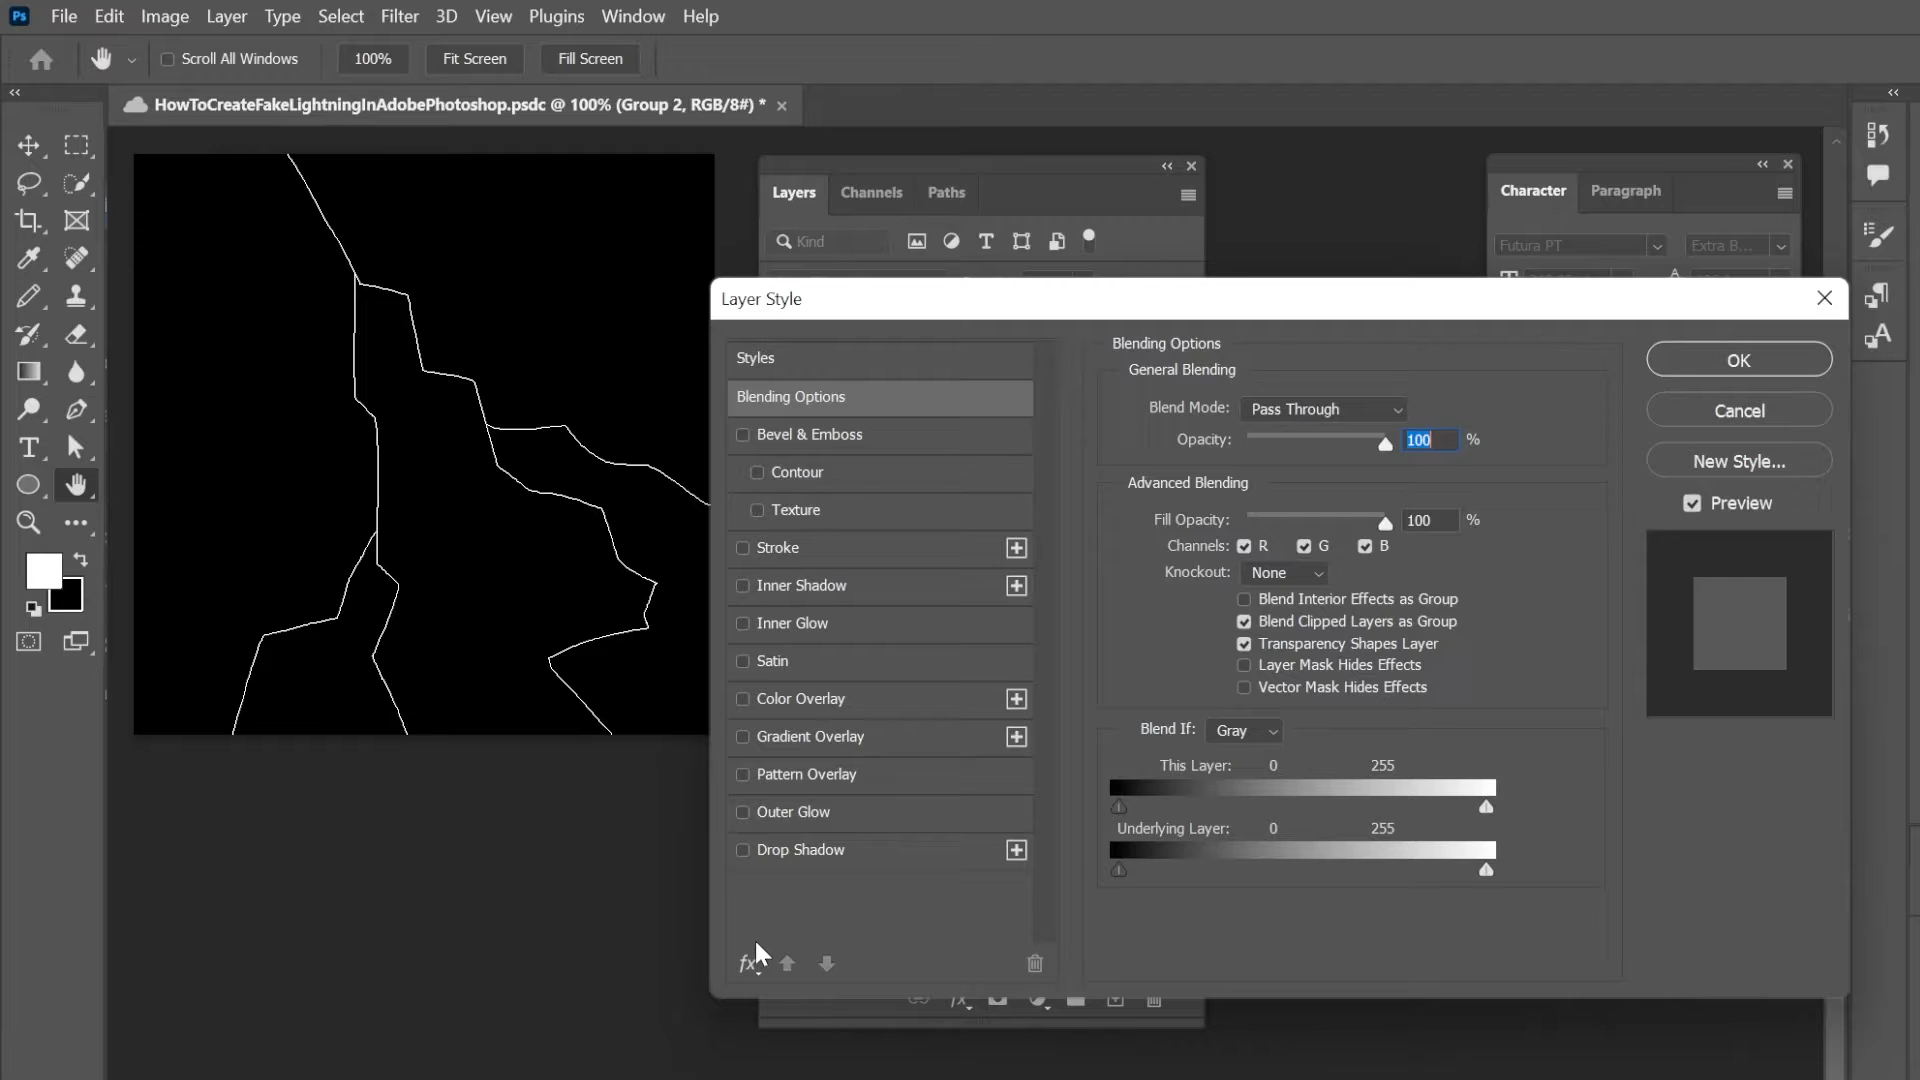 Ps File Edit Image Layer Type Select Filter 3D View Plugins Window Help
Scroll All Windows 100% Fit Screen Fill Screen
HowToCreateFakeLightningInAdobePhotoshop.psdc @ 100% (Group 2, RGB/8#) *
Layers Channels Paths
Kind
Character Paragraph
Futura PT Extra B...
Layer Style
Styles
Blending Options
Bevel & Emboss
Contour
Texture
Stroke
Inner Shadow
Inner Glow
Satin
Color Overlay
Gradient Overlay
Pattern Overlay
Outer Glow
Drop Shadow
fx
Blending Options
General Blending
Blend Mode: Pass Through
Opacity: 100 %
Advanced Blending
Fill Opacity: 100 %
Channels: R G B
Knockout: None
Blend Interior Effects as Group
Blend Clipped Layers as Group
Transparency Shapes Layer
Layer Mask Hides Effects
Vector Mask Hides Effects
Blend If: Gray
This Layer: 0 255
Underlying Layer: 0 255
OK
Cancel
New Style...
Preview